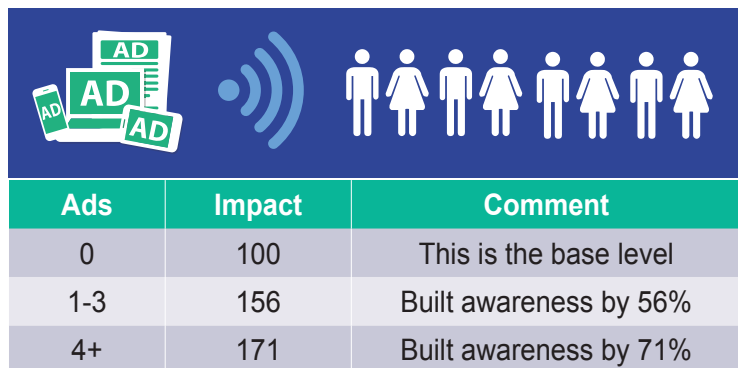 AD
AD
AD
AD
Ads Impact Comment
0 100 This is the base level
1-3 156 Built awareness by 56%
4+ 171 Built awareness by 71%